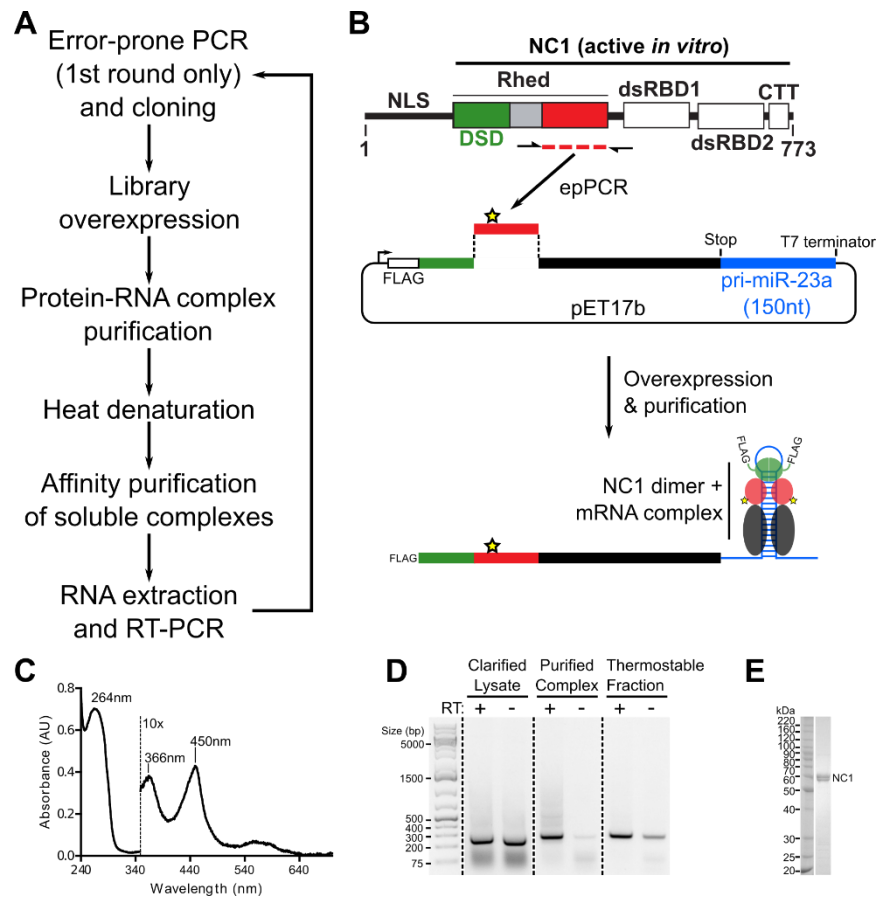 A
Error-prone PCR
(1st round only)
and cloning
Library
overexpression
Protein-RNA complex
purification
Heat denaturation
Affinity purification
of soluble complexes
RNA extraction
and RT-PCR
B
NC1 (active in vitro)
Rhed
NLS
dsRBD1
CTT
DSD
dsRBD2
1
773
epPCR
Stop
T7 terminator
FLAG
pri-miR-23a
(150nt)
pET17b
Overexpression
& purification
FLAG
FLAG
NC1 dimer +
mRNA complex
FLAG
C
0.8
0.6
0.4
0.2
0.0
Absorbance (AU)
264nm
10x
366nm
450nm
240
340
440
540
640
Wavelength (nm)
D
Clarified
Lysate
Purified
Complex
Thermostable
Fraction
RT: + - + - + -
Size (bp)
5000
1500
500
400
300
200
75
E
kDa
220
160
120
100
90
80
70
60
50
40
30
25
20
NC1